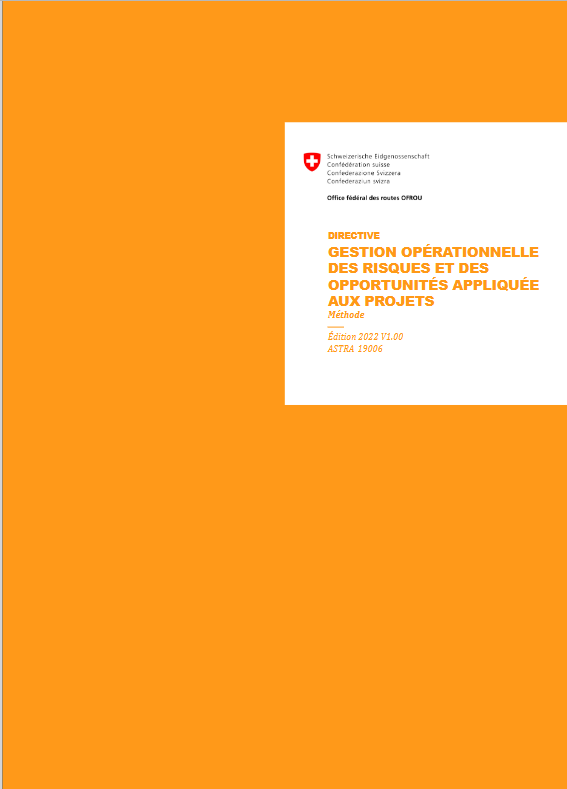 Schweizerische Eidgenossenschaft
Confédération suisse
Confederazione Svizzera
Confederaziun svizra
Office fédéral des routes OFROU
DIRECTIVE
GESTION OPÉRATIONNELLE
DES RISQUES ET DES
OPPORTUNITÉS APPLIQUÉE
AUX PROJETS
Méthode
Édition 2022 V1.00
ASTRA 19006